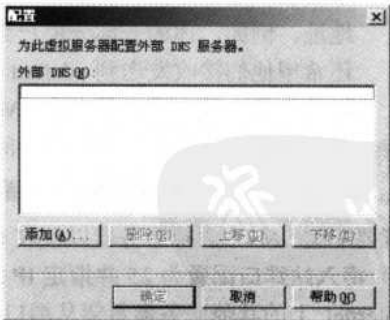 配置
为此虚拟服务器配置外部 DNS 服务器。
外部 DNS(N):
添加(A)...
删除(R)
上移(U)
下移(D)
确定
取消
帮助(H)